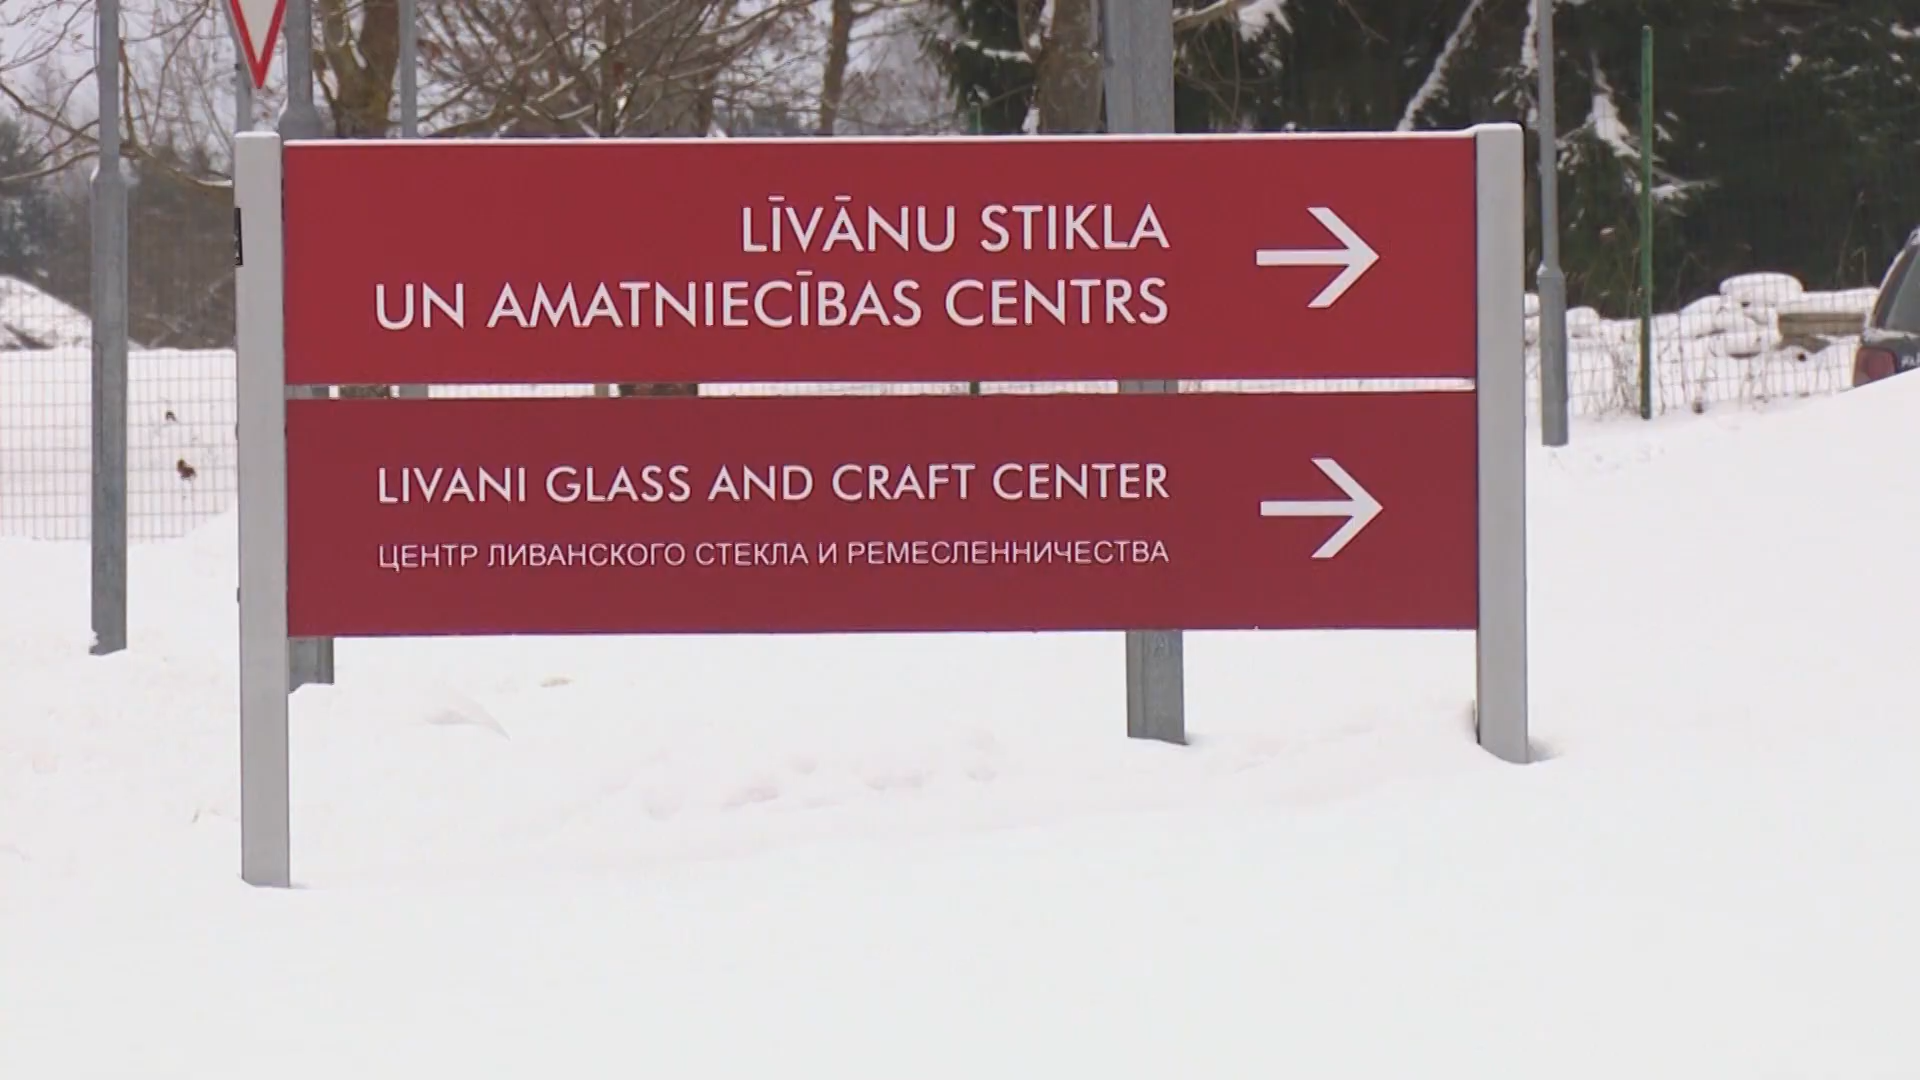 LĪVĀNU STIKLA
UN AMATNIECĪBAS CENTRS
LIVANI GLASS AND CRAFT CENTER
ЦЕНТР ЛИВАНСКОГО СТЕКЛА И РЕМЕСЛЕННИЧЕСТВА